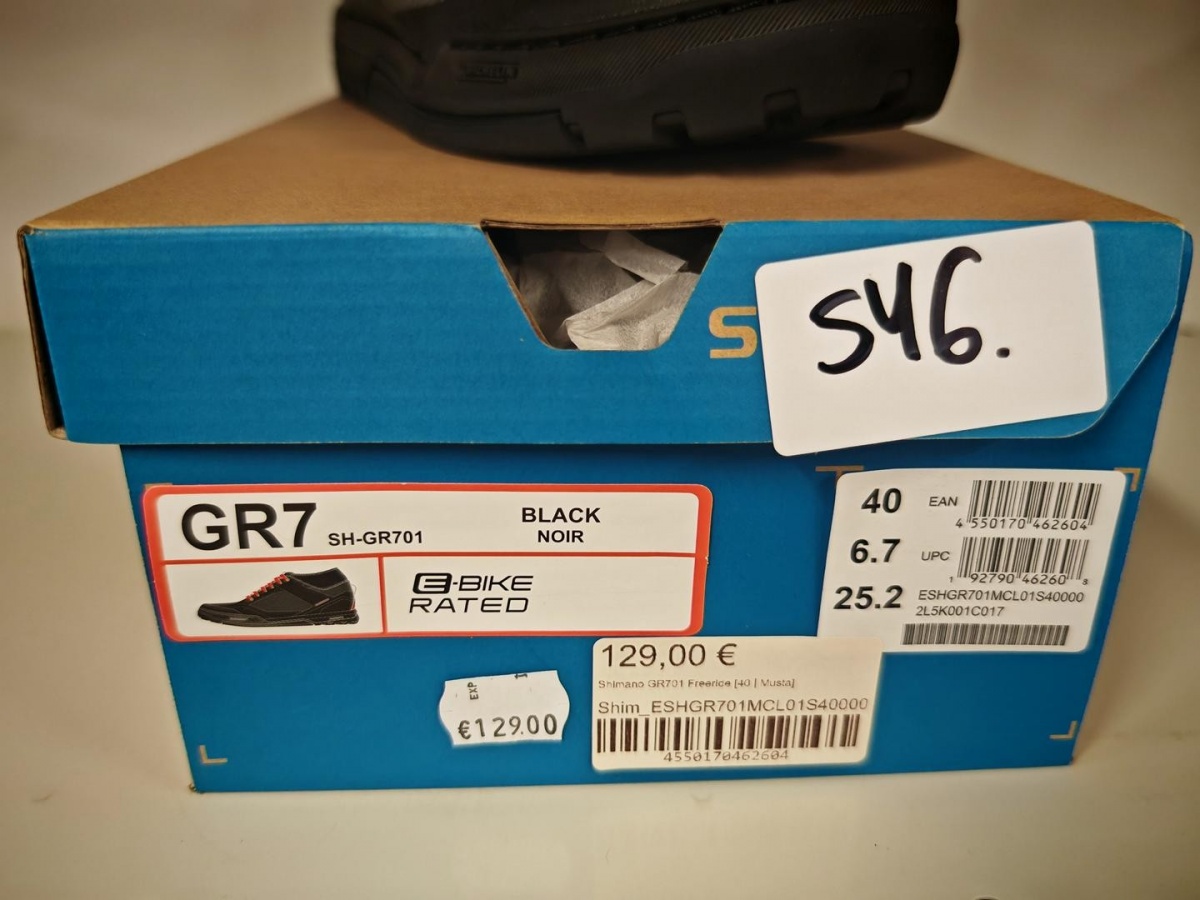 S
S46.
GR7 SH-GR701 BLACK
NOIR
E-BIKE
RATED
40 EAN
4 550170 462604
6.7 UPC
1 92790 46260 8
25.2 ESHGR701MCL01S40000
2L5K001C017
129,00 €
Shimano GR701 Freeride [40 | Musta]
Shim_ESHGR701MCL01S40000
4550170462604
EXP
€129.00